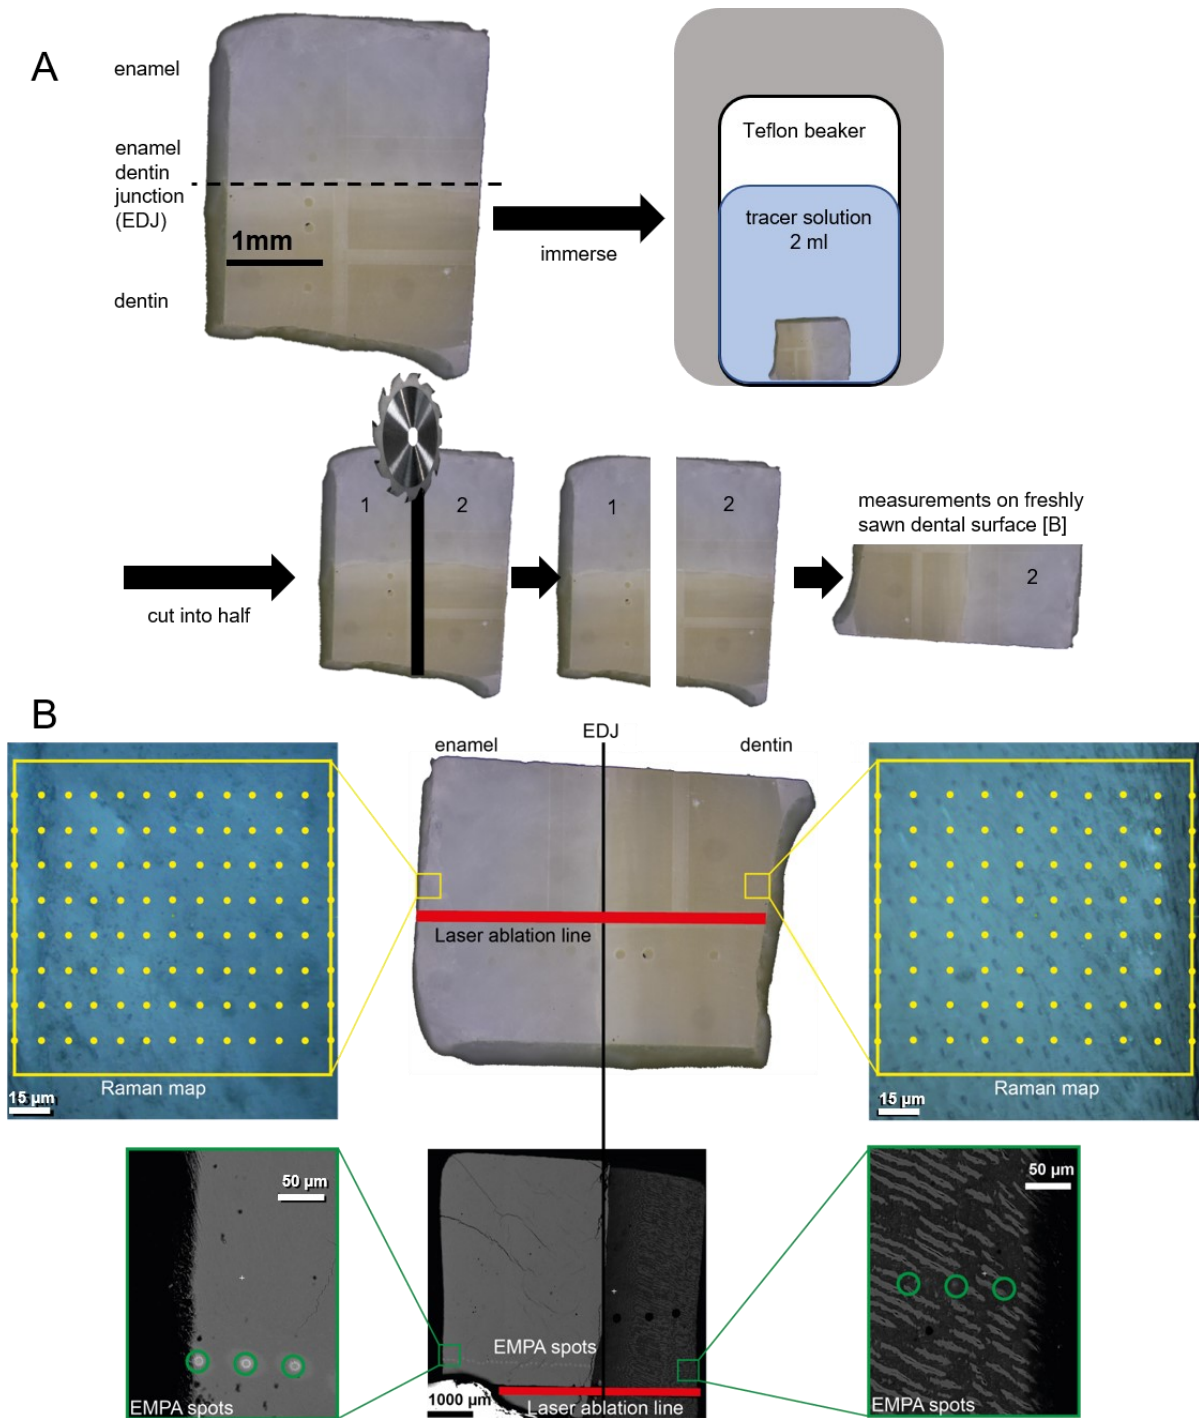 A
enamel
enamel
dentin
junction
(EDJ)
1mm
dentin
immerse
Teflon beaker
tracer solution
2 ml
1
2
cut into half
1
2
measurements on freshly
sawn dental surface [B]
2
B
enamel
EDJ
dentin
Laser ablation line
Raman map
15 µm
Raman map
15 µm
50 µm
EMPA spots
EMPA spots
1000 µm
Laser ablation line
50 µm
EMPA spots